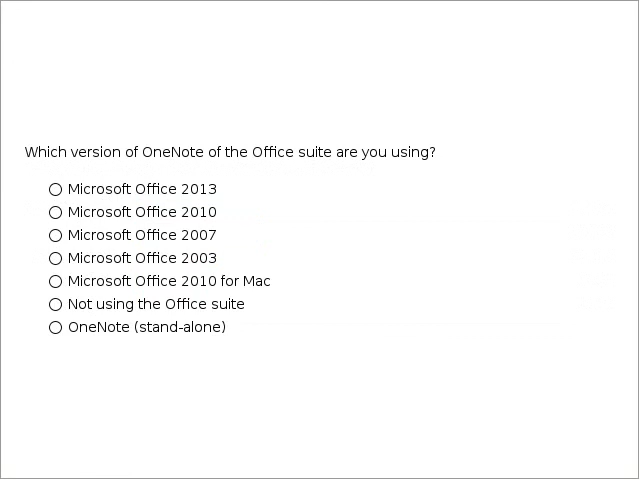 Which version of OneNote of the Office suite are you using?
Microsoft Office 2013
Microsoft Office 2010
Microsoft Office 2007
Microsoft Office 2003
Microsoft Office 2010 for Mac
Not using the Office suite
OneNote (stand-alone)